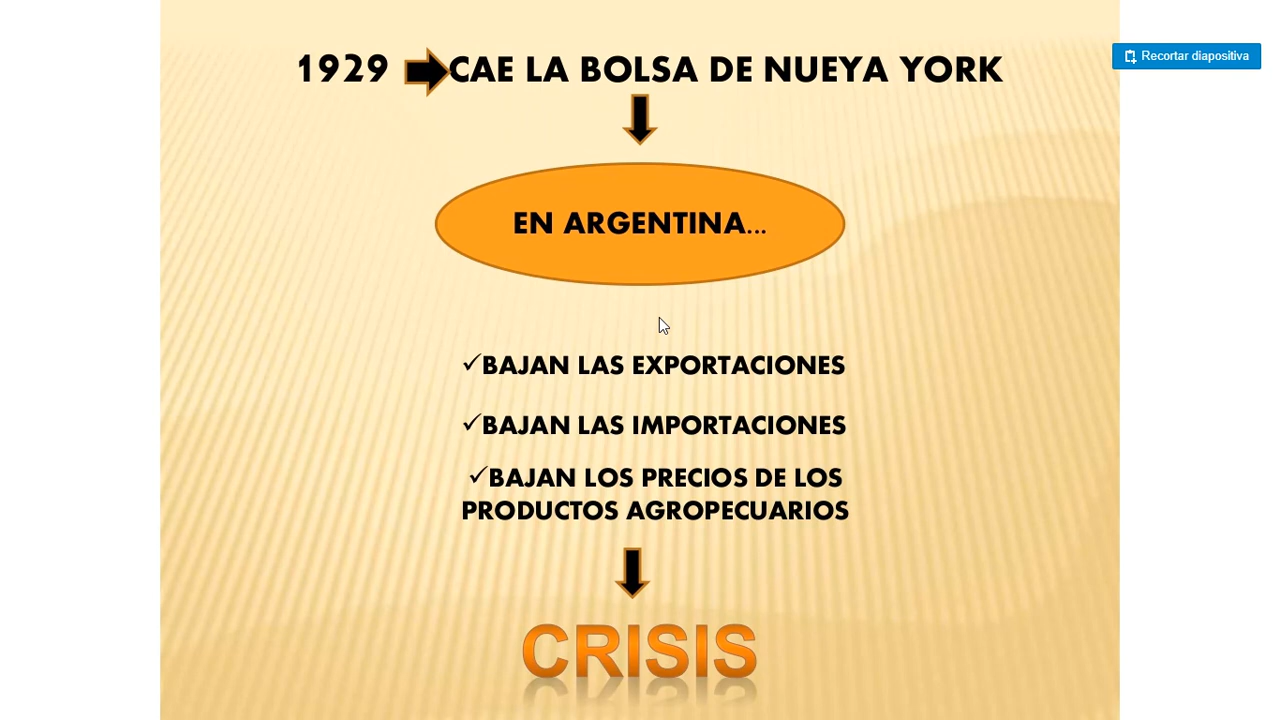 1929 CAE LA BOLSA DE NUEYA YORK
Recortar diapositiva
EN ARGENTINA...
✓BAJAN LAS EXPORTACIONES
✓BAJAN LAS IMPORTACIONES
✓BAJAN LOS PRECIOS DE LOS
PRODUCTOS AGROPECUARIOS
CRISIS